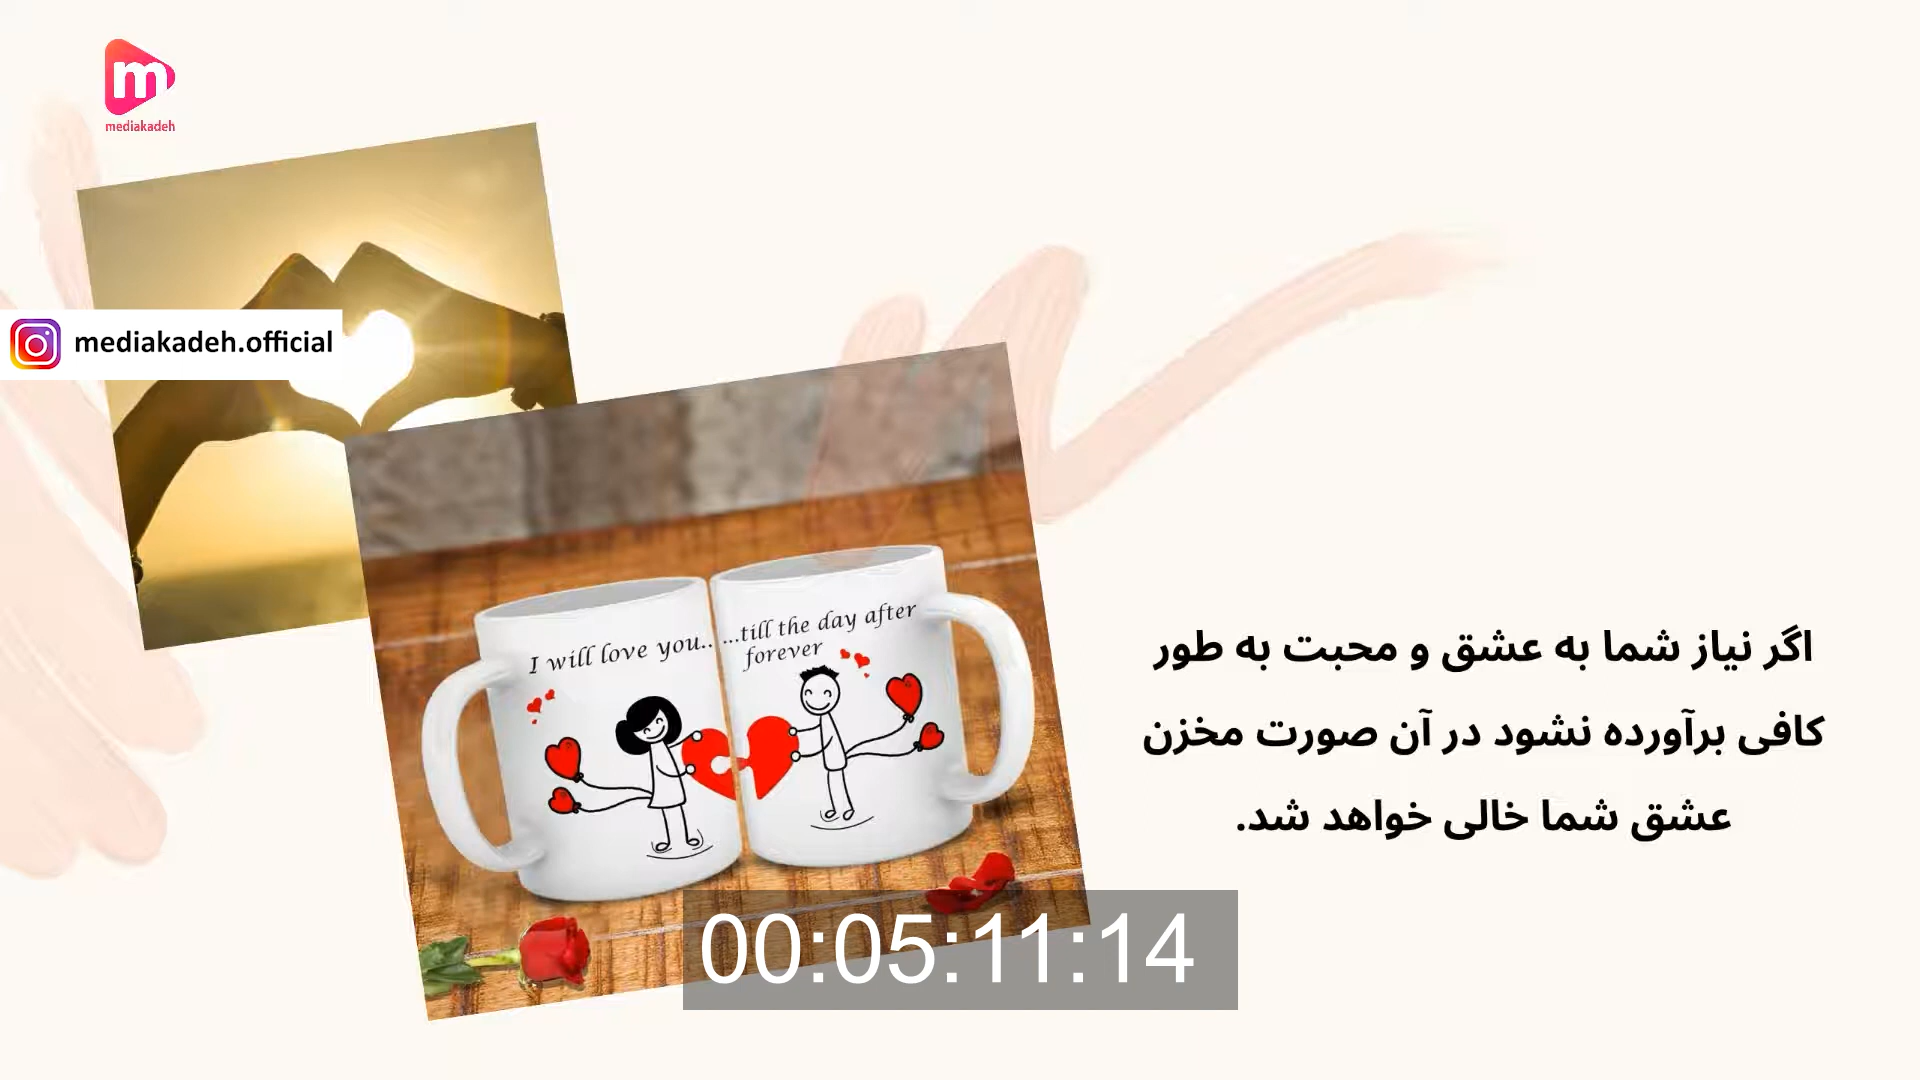 mediakadeh
mediakadeh.official
I will love you..
...till the day after
forever
اگر نیاز شما به عشق و محبت به طور
کافی برآورده نشود در آن صورت مخزن
عشق شما خالی خواهد شد.
00:05:11:14